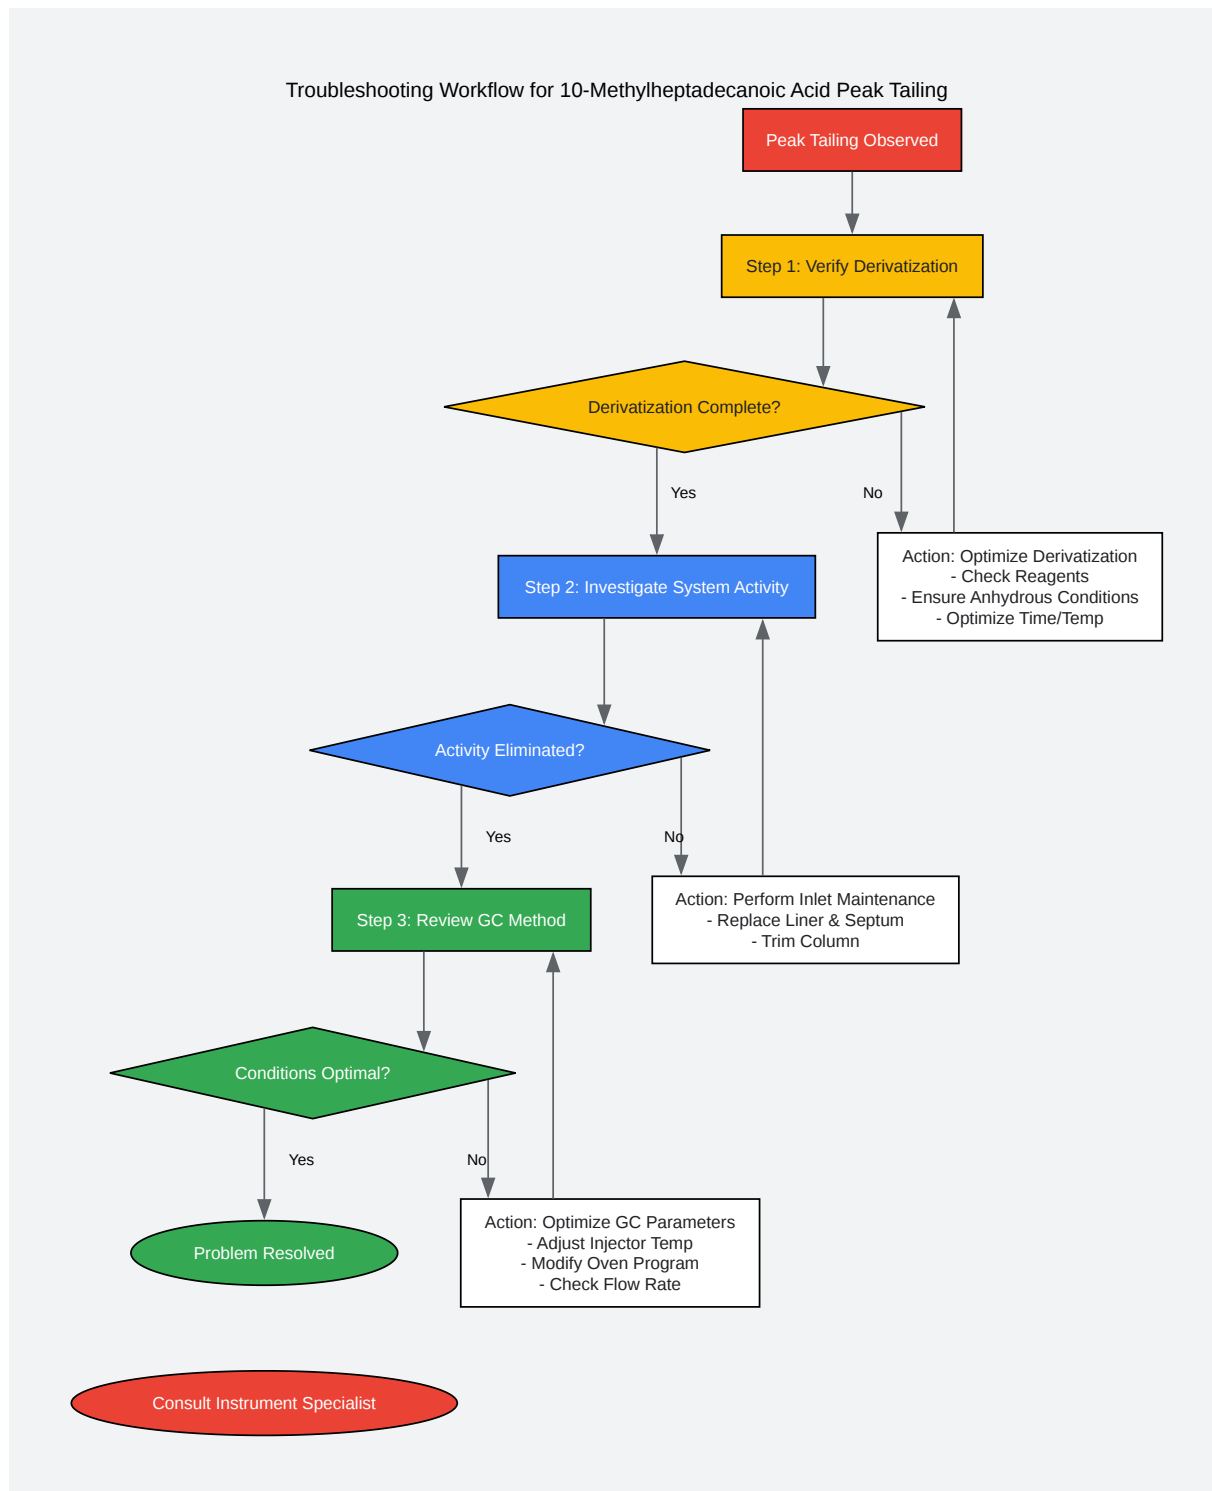 Troubleshooting Workflow for 10-Methylheptadecanoic Acid Peak Tailing
Peak Tailing Observed
Step 1: Verify Derivatization
Derivatization Complete?
Yes
No
Action: Optimize Derivatization
- Check Reagents
- Ensure Anhydrous Conditions
- Optimize Time/Temp
Step 2: Investigate System Activity
Activity Eliminated?
Yes
No
Action: Perform Inlet Maintenance
- Replace Liner & Septum
- Trim Column
Step 3: Review GC Method
Conditions Optimal?
Yes
No
Action: Optimize GC Parameters
- Adjust Injector Temp
- Modify Oven Program
- Check Flow Rate
Problem Resolved
Consult Instrument Specialist